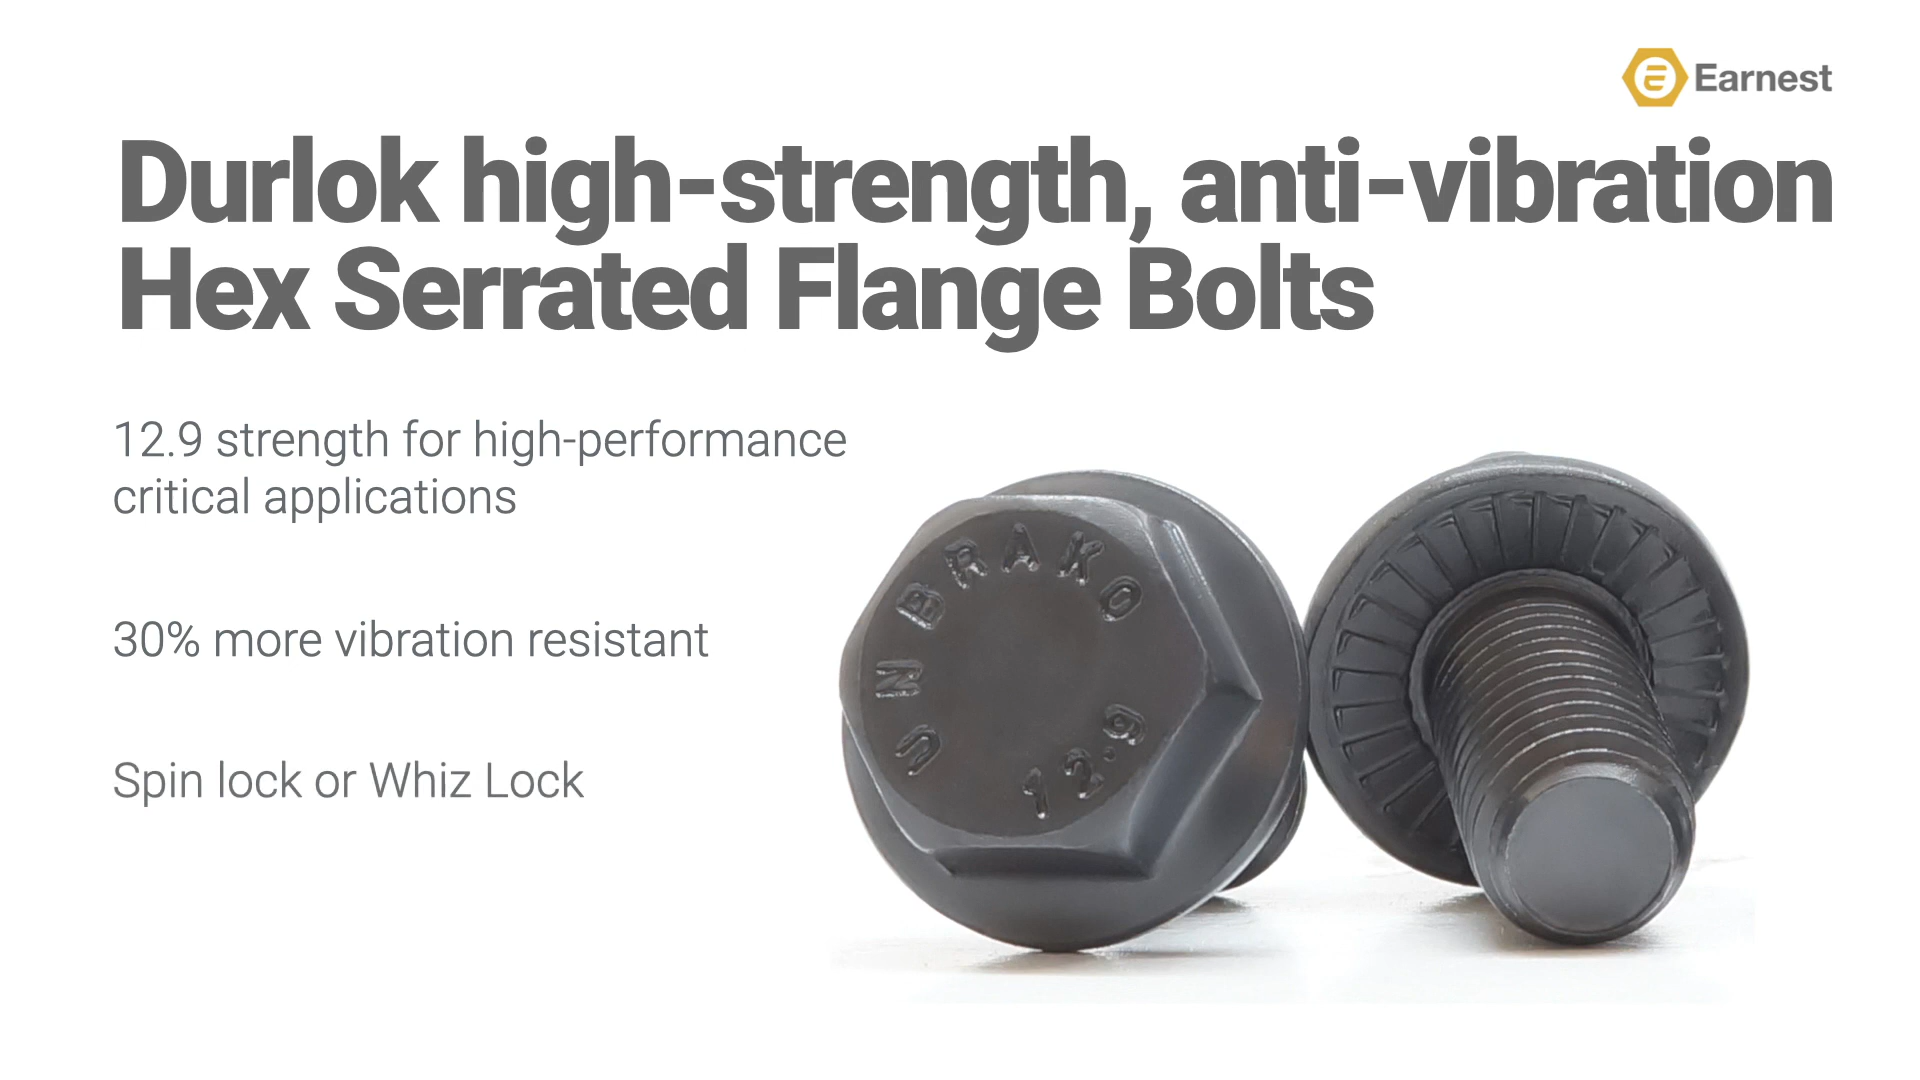 Earnest
Durlok high-strength, anti-vibration
Hex Serrated Flange Bolts
12.9 strength for high-performance
critical applications
30% more vibration resistant
Spin lock or Whiz Lock
UNBRAKO
12.9